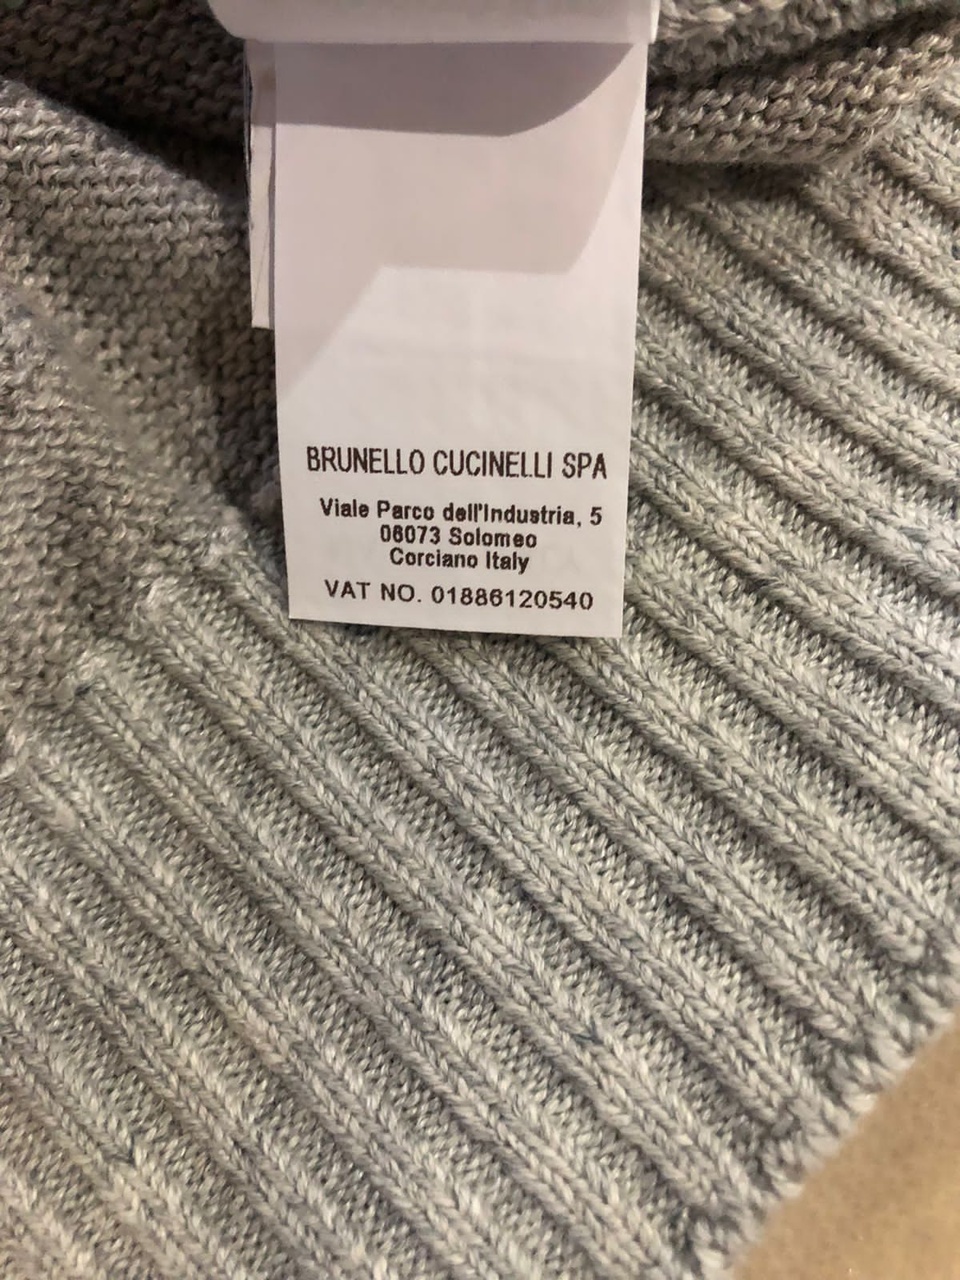 BRUNELLO CUCINELLI SPA
Viale Parco dell'Industria, 5
06073 Solomeo
Corciano Italy
VAT NO. 01886120540